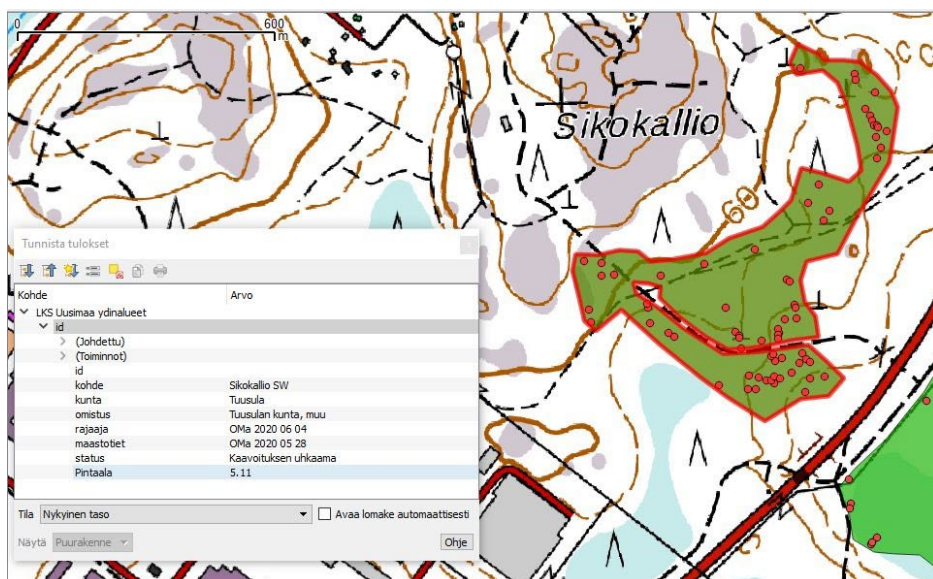 0
600
m
Sikokallio
60
Tunnista tulokset
Kohde Arvo
LKS Uusimaa ydinalueet
id
(Johdettu)
(Toiminnot)
id
kohde Sikokallio SW
kunta Tuusula
omistus Tuusulan kunta, muu
rajaaja OMa 2020 06 04
maastotiet OMa 2020 05 28
status Kaavoituksen uhkaama
Pintaala 5.11
Tila Nykyinen taso Avaa lomake automaattisesti
Näytä Puurakenne Ohje